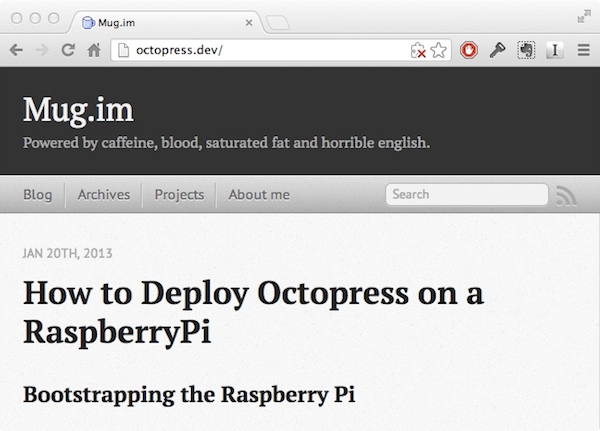 Mug.im
octopress.dev/
Mug.im
Powered by caffeine, blood, saturated fat and horrible english.
Blog Archives Projects About me Search
JAN 20TH, 2013
How to Deploy Octopress on a
RaspberryPi
Bootstrapping the Raspberry Pi